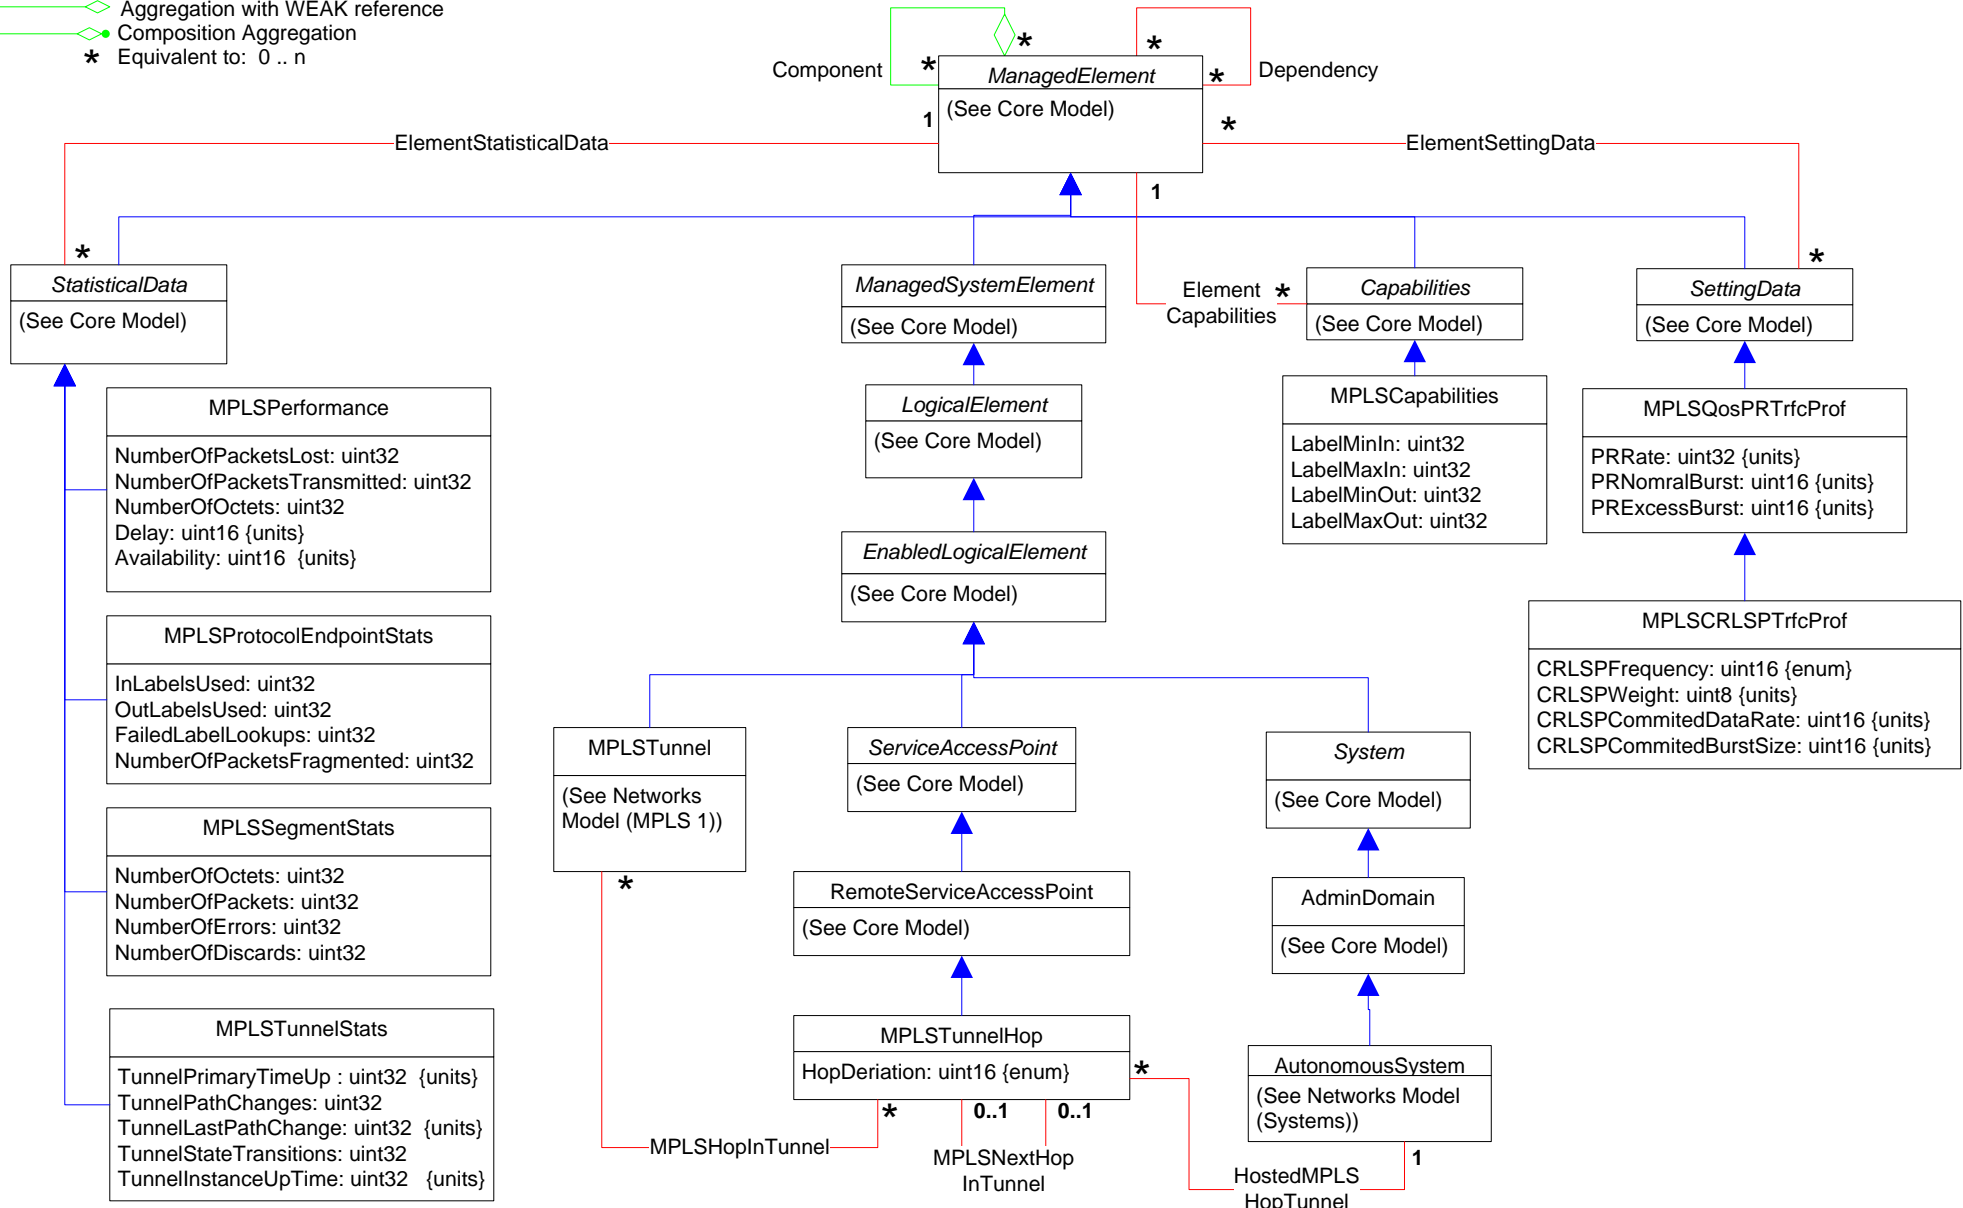 Aggregation with WEAK reference
Composition Aggregation
* Equivalent to: 0 .. n
Component
*
*
*
*
Dependency
ManagedElement
(See Core Model)
1
ElementStatisticalData
*
ElementSettingData
1
*
StatisticalData
(See Core Model)
ManagedSystemElement
(See Core Model)
Element
Capabilities
*
Capabilities
(See Core Model)
*
SettingData
(See Core Model)
MPLSPerformance
NumberOfPacketsLost: uint32
NumberOfPacketsTransmitted: uint32
NumberOfOctets: uint32
Delay: uint16 {units}
Availability: uint16 {units}
LogicalElement
(See Core Model)
MPLSCapabilities
LabelMinIn: uint32
LabelMaxIn: uint32
LabelMinOut: uint32
LabelMaxOut: uint32
MPLSQosPRTrfcProf
PRRate: uint32 {units}
PRNomralBurst: uint16 {units}
PRExcessBurst: uint16 {units}
EnabledLogicalElement
(See Core Model)
MPLSProtocolEndpointStats
InLabelsUsed: uint32
OutLabelsUsed: uint32
FailedLabelLookups: uint32
NumberOfPacketsFragmented: uint32
MPLSCRLSPTrfcProf
CRLSPFrequency: uint16 {enum}
CRLSPWeight: uint8 {units}
CRLSPCommitedDataRate: uint16 {units}
CRLSPCommitedBurstSize: uint16 {units}
MPLSTunnel
(See Networks
Model (MPLS 1))
*
ServiceAccessPoint
(See Core Model)
System
(See Core Model)
MPLSSegmentStats
NumberOfOctets: uint32
NumberOfPackets: uint32
NumberOfErrors: uint32
NumberOfDiscards: uint32
RemoteServiceAccessPoint
(See Core Model)
AdminDomain
(See Core Model)
MPLSTunnelStats
TunnelPrimaryTimeUp : uint32 {units}
TunnelPathChanges: uint32
TunnelLastPathChange: uint32 {units}
TunnelStateTransitions: uint32
TunnelInstanceUpTime: uint32 {units}
MPLSTunnelHop
HopDeriation: uint16 {enum}
*
*
0..1
0..1
AutonomousSystem
(See Networks Model
(Systems))
1
MPLSHopInTunnel
MPLSNextHop
InTunnel
HostedMPLS
HopTunnel